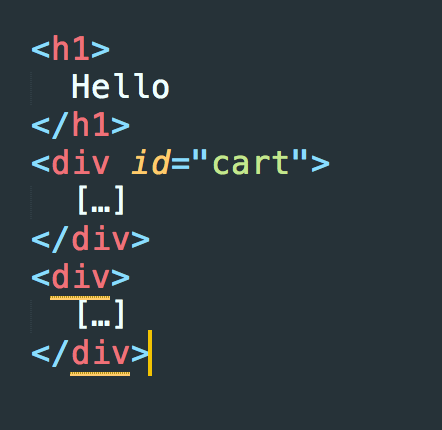 <h1>
Hello
</h1>
<div id="cart">
[…]
</div>
<div>
[…]
</div>